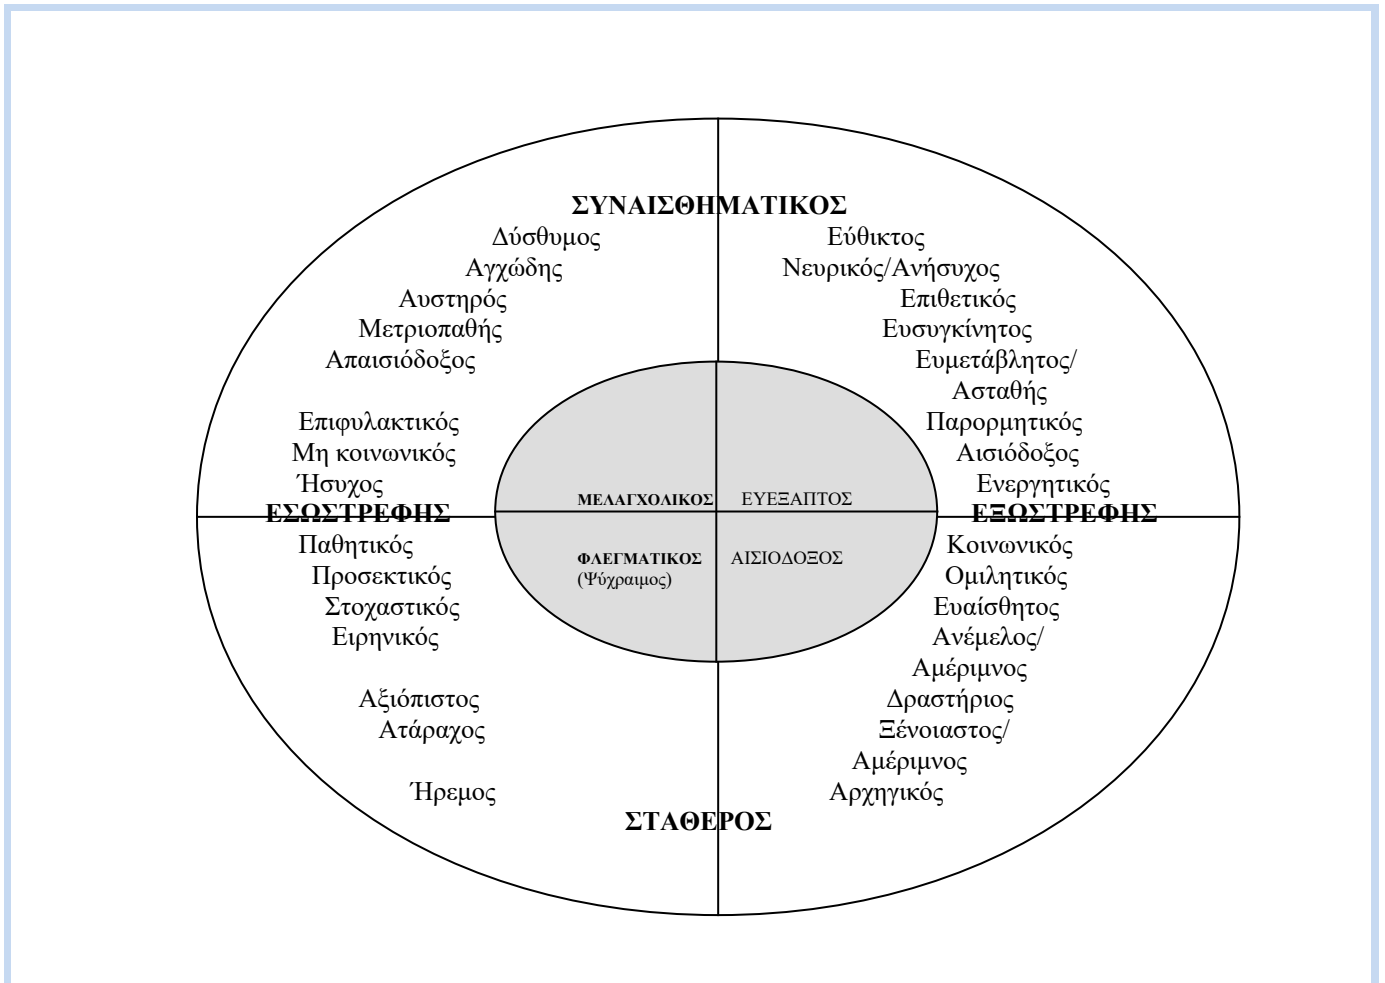 ΣΥΝΑΙΣΘΗΜΑΤΙΚΟΣ
Δύσθυμος Εύθικτος
Αγχώδης Νευρικός/Ανήσυχος
Αυστηρός Επιθετικός
Μετριοπαθής Ευσυγκίνητος
Απαισιόδοξος Ευμετάβλητος/
Ασταθής
Επιφυλακτικός Παρορμητικός
Μη κοινωνικός Αισιόδοξος
Ήσυχος Ενεργητικός
ΜΕΛΑΓΧΟΛΙΚΟΣ ΕΥΕΞΑΠΤΟΣ
ΕΣΩΣΤΡΕΦΗΣ ΕΞΩΣΤΡΕΦΗΣ
Παθητικός Κοινωνικός
ΦΛΕΓΜΑΤΙΚΟΣ ΑΙΣΙΟΔΟΞΟΣ
(Ψύχραιμος)
Προσεκτικός Ομιλητικός
Στοχαστικός Ευαίσθητος
Ειρηνικός Ανέμελος/
Αμέριμνος
Αξιόπιστος Δραστήριος
Ατάραχος Ξένοιαστος/
Αμέριμνος
Ήρεμος Αρχηγικός
ΣΤΑΘΕΡΟΣ